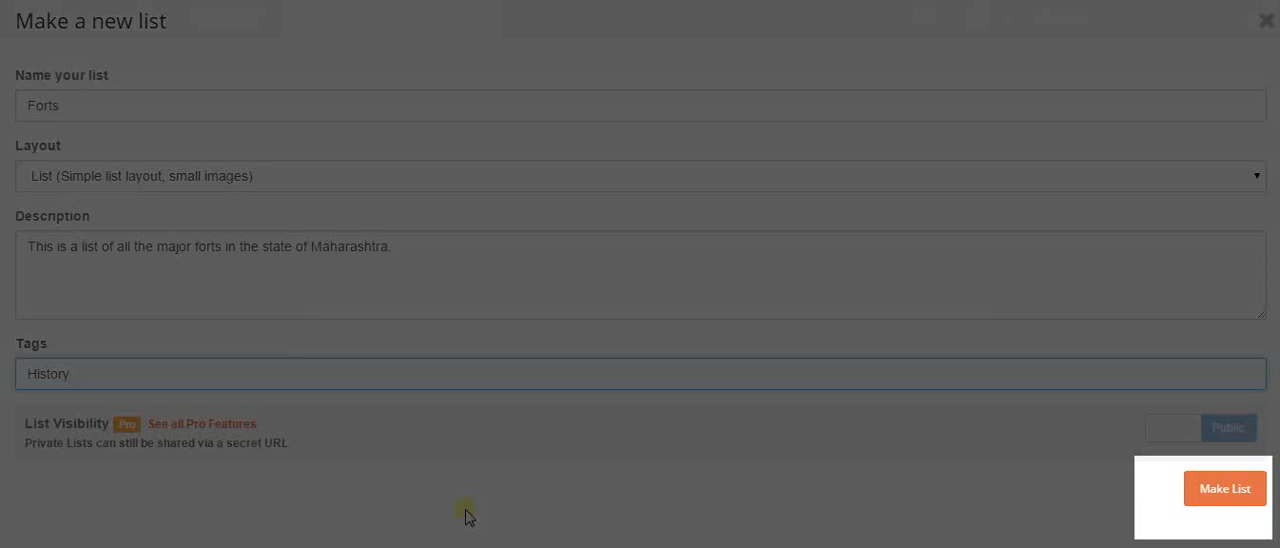 Make a new list
Name your list
Forts
Layout
List (Simple list layout, small images)
Description
This is a list of all the major forts in the state of Maharashtra.
Tags
History
List Visibility Pro See all Pro Features
Private Lists can still be shared via a secret URL
Public
Make List